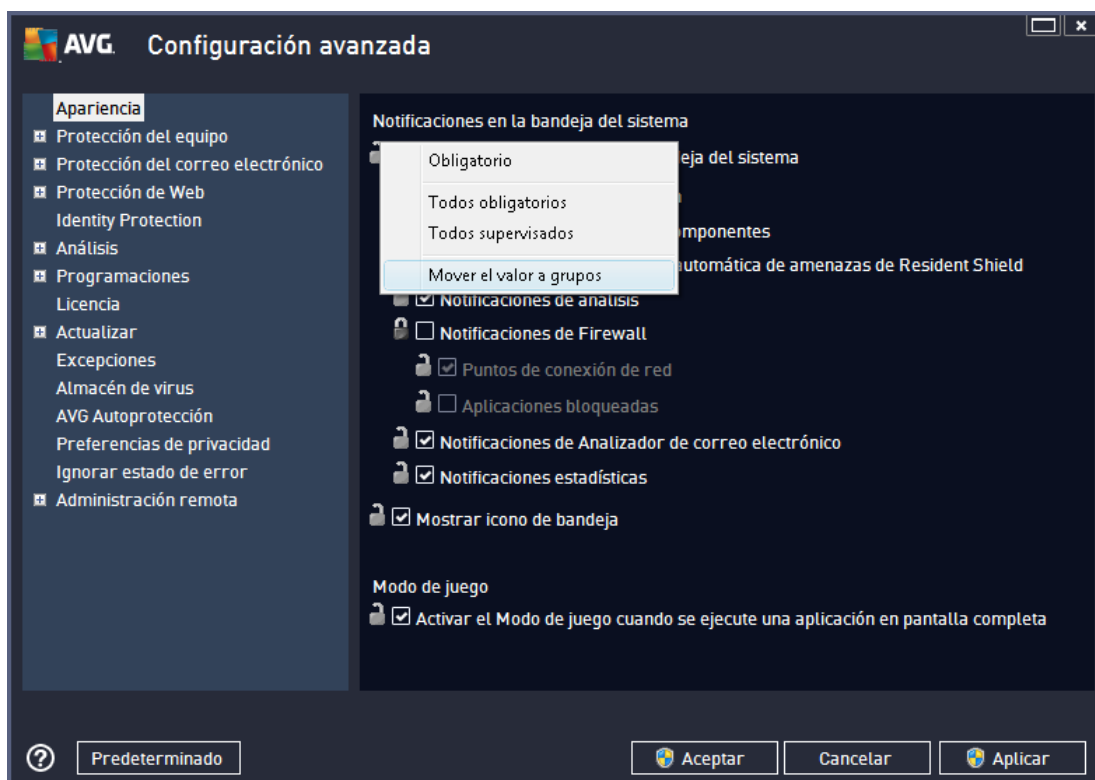 AVG. Configuración avanzada
Apariencia
Protección del equipo
Protección del correo electrónico
Protección de Web
Identity Protection
Análisis
Programaciones
Licencia
Actualizar
Excepciones
Almacén de virus
AVG Autoprotección
Preferencias de privacidad
Ignorar estado de error
Administración remota
Notificaciones en la bandeja del sistema
eja del sistema
Obligatorio
Todos obligatorios
Todos supervisados
Mover el valor a grupos
omponentes
automática de amenazas de Resident Shield
Notificaciones de análisis
Notificaciones de Firewall
Puntos de conexión de red
Aplicaciones bloqueadas
Notificaciones de Analizador de correo electrónico
Notificaciones estadísticas
Mostrar icono de bandeja
Modo de juego
Activar el Modo de juego cuando se ejecute una aplicación en pantalla completa
Predeterminado
Aceptar
Cancelar
Aplicar